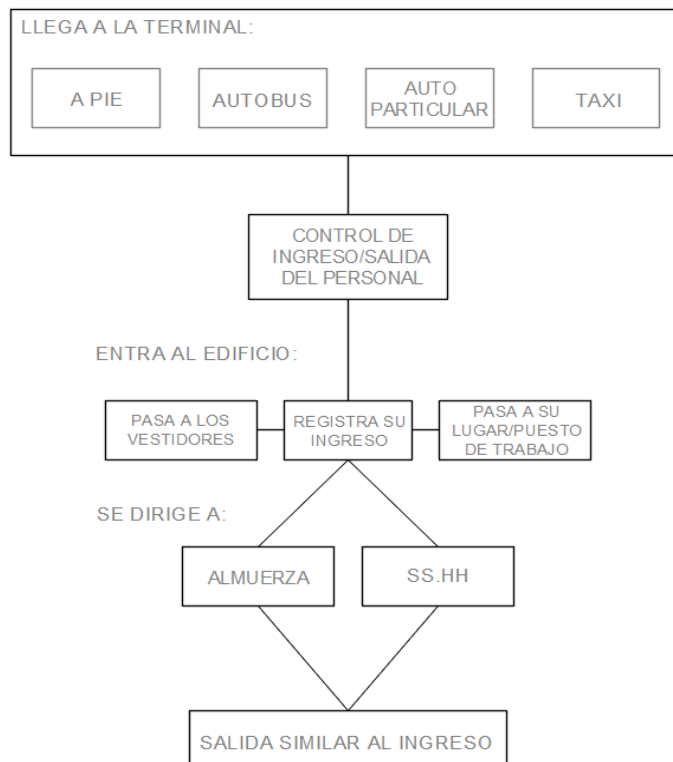 LLEGA A LA TERMINAL:
A PIE
AUTOBUS
AUTO
PARTICULAR
TAXI
CONTROL DE
INGRESO/SALIDA
DEL PERSONAL
ENTRA AL EDIFICIO:
PASA A LOS
VESTIDORES
REGISTRA SU
INGRESO
PASA A SU
LUGAR/PUESTO
DE TRABAJO
SE DIRIGE A:
ALMUERZA
SS.HH
SALIDA SIMILAR AL INGRESO